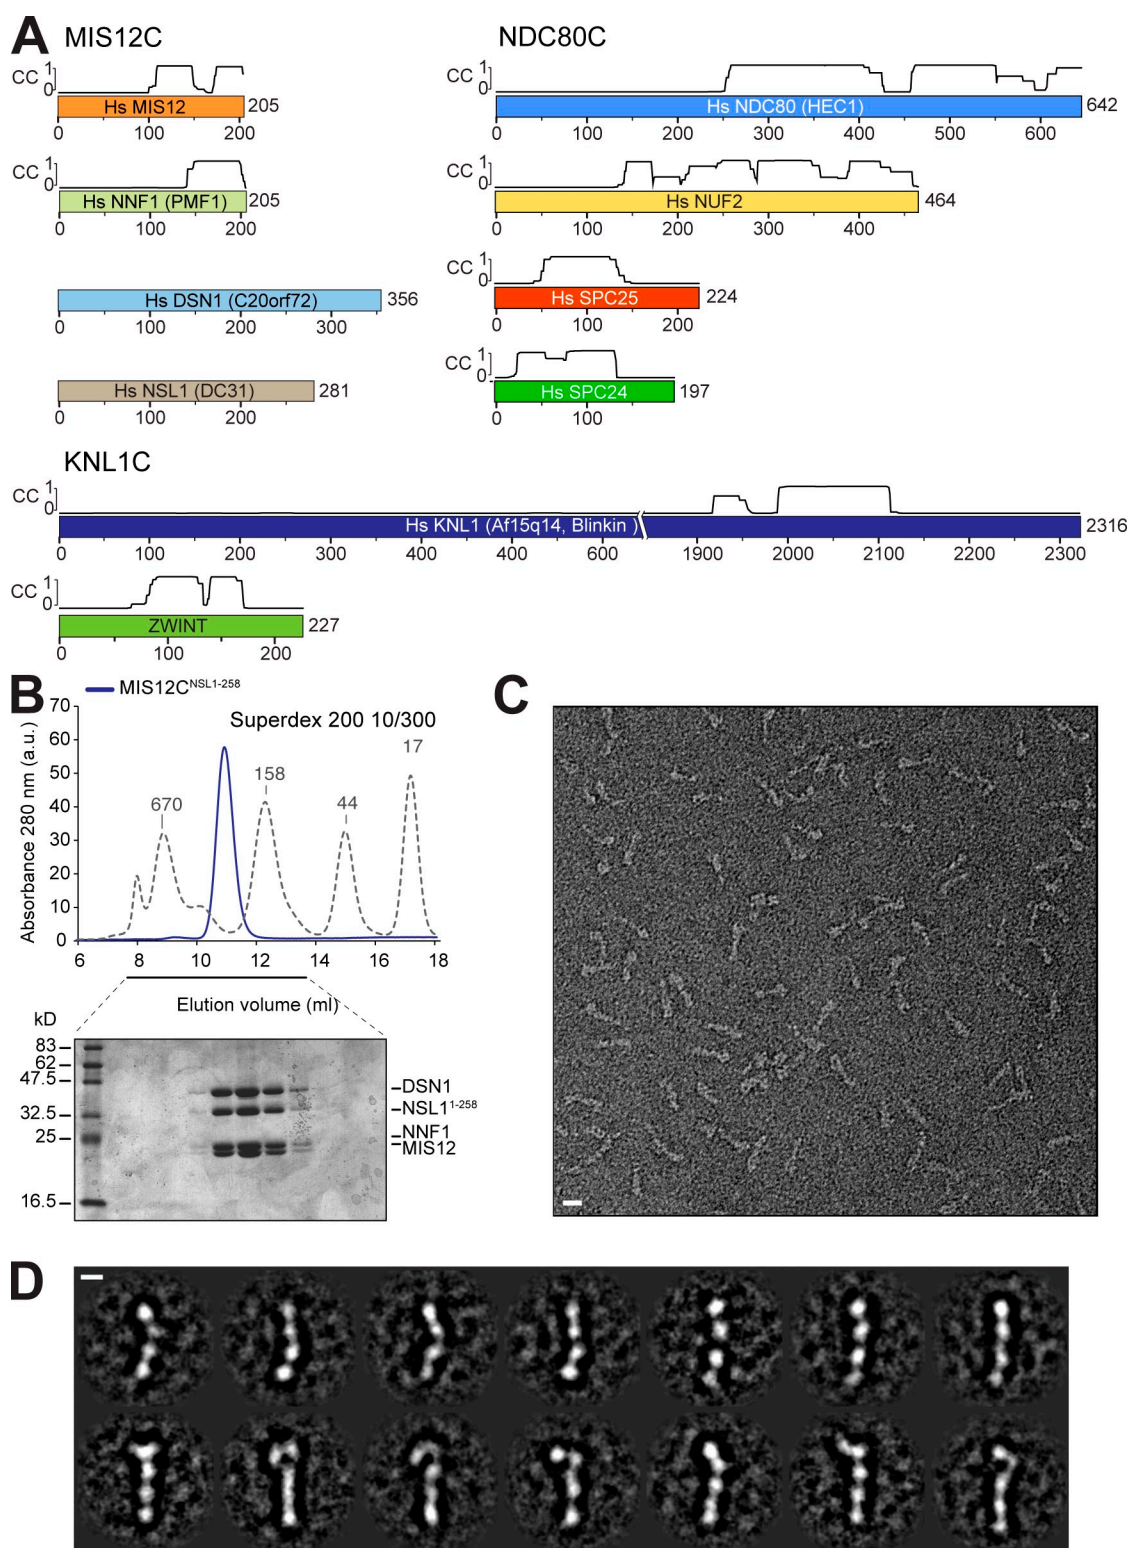 A MIS12C NDC80C
CC 1 0
Hs MIS12 205
0 100 200
CC 1 0
Hs NNF1 (PMF1) 205
0 100 200
Hs DSN1 (C20orf72) 356
0 100 200 300
Hs NSL1 (DC31) 281
0 100 200
CC 1 0
Hs NDC80 (HEC1) 642
0 100 200 300 400 500 600
CC 1 0
Hs NUF2 464
0 100 200 300 400
CC 1 0
Hs SPC25 224
0 100 200
CC 1 0
Hs SPC24 197
0 100
KNL1C
CC 1 0
Hs KNL1 (Af15q14, Blinkin ) 2316
0 100 200 300 400 400 600 1900 2000 2100 2200 2300
CC 1 0
ZWINT 227
0 100 200
B
MIS12C^NSL1-258
Superdex 200 10/300
Absorbance 280 nm (a.u.)
70
60
50
40
30
20
10
0
670 158 44 17
6 8 10 12 14 16 18
Elution volume (ml)
kD
83
62
47.5
32.5
25
16.5
DSN1
NSL1^1-258
NNF1
MIS12
C
D